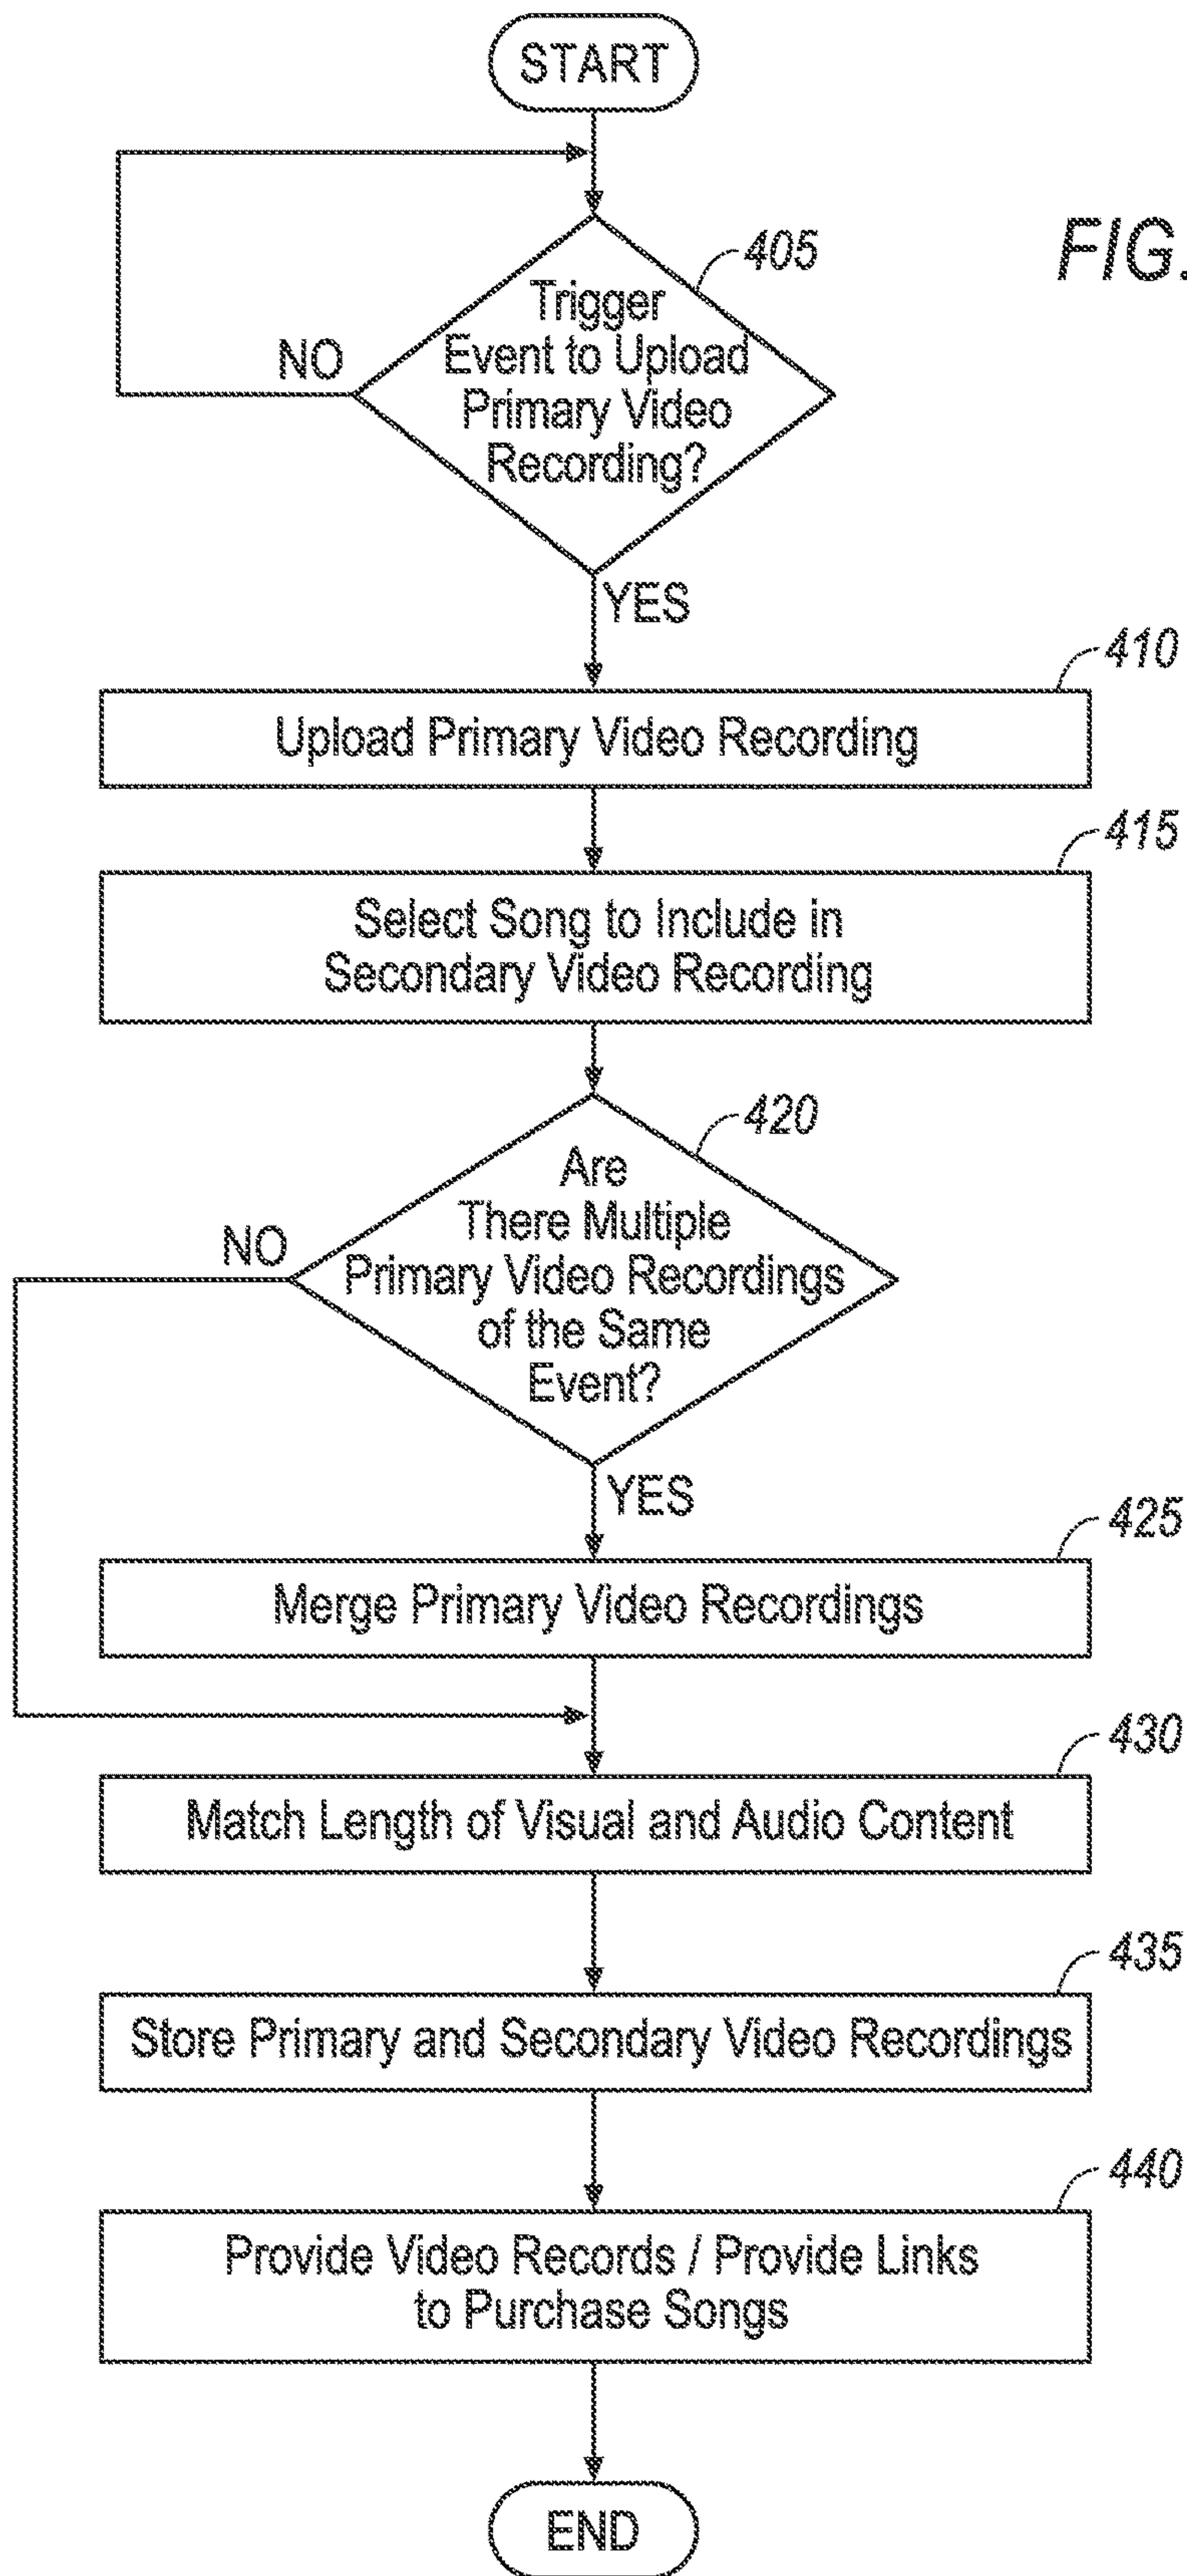 START
FIG.
405
Trigger
Event to Upload
Primary Video
Recording?
NO
YES
410
Upload Primary Video Recording
415
Select Song to Include in
Secondary Video Recording
420
Are
There Multiple
Primary Video Recordings
of the Same
Event?
NO
YES
425
Merge Primary Video Recordings
430
Match Length of Visual and Audio Content
435
Store Primary and Secondary Video Recordings
440
Provide Video Records / Provide Links
to Purchase Songs
END